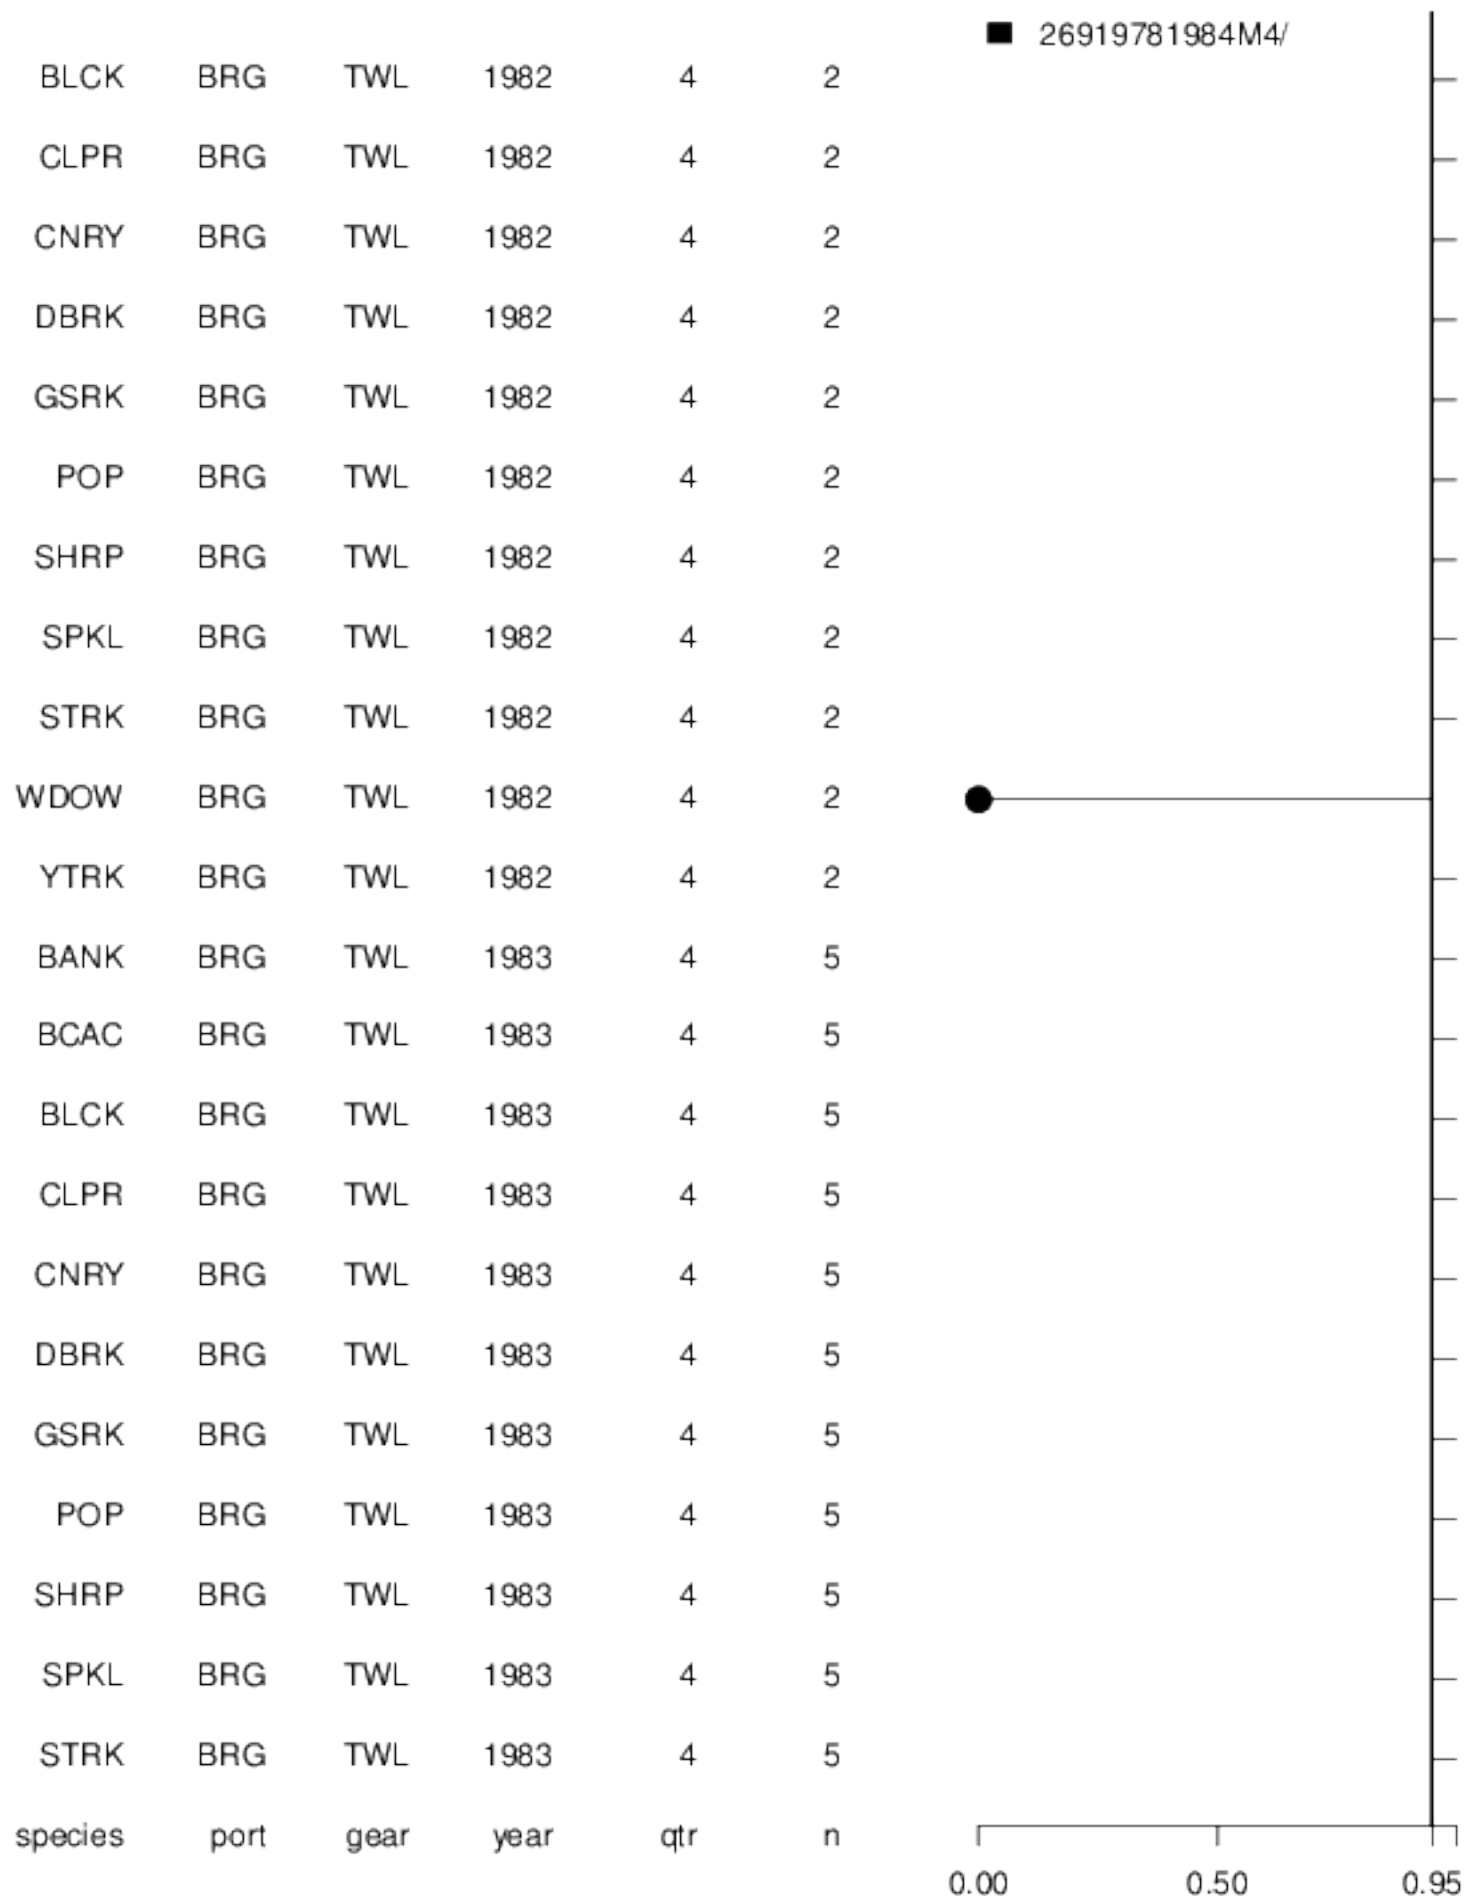 26919781984M4/
BLCK BRG TWL 1982 4 2
CLPR BRG TWL 1982 4 2
CNRY BRG TWL 1982 4 2
DBRK BRG TWL 1982 4 2
GSRK BRG TWL 1982 4 2
POP BRG TWL 1982 4 2
SHRP BRG TWL 1982 4 2
SPKL BRG TWL 1982 4 2
STRK BRG TWL 1982 4 2
WDOW BRG TWL 1982 4 2
YTRK BRG TWL 1982 4 2
BANK BRG TWL 1983 4 5
BCAC BRG TWL 1983 4 5
BLCK BRG TWL 1983 4 5
CLPR BRG TWL 1983 4 5
CNRY BRG TWL 1983 4 5
DBRK BRG TWL 1983 4 5
GSRK BRG TWL 1983 4 5
POP BRG TWL 1983 4 5
SHRP BRG TWL 1983 4 5
SPKL BRG TWL 1983 4 5
STRK BRG TWL 1983 4 5
species port gear year qtr n
0.00 0.50 0.95